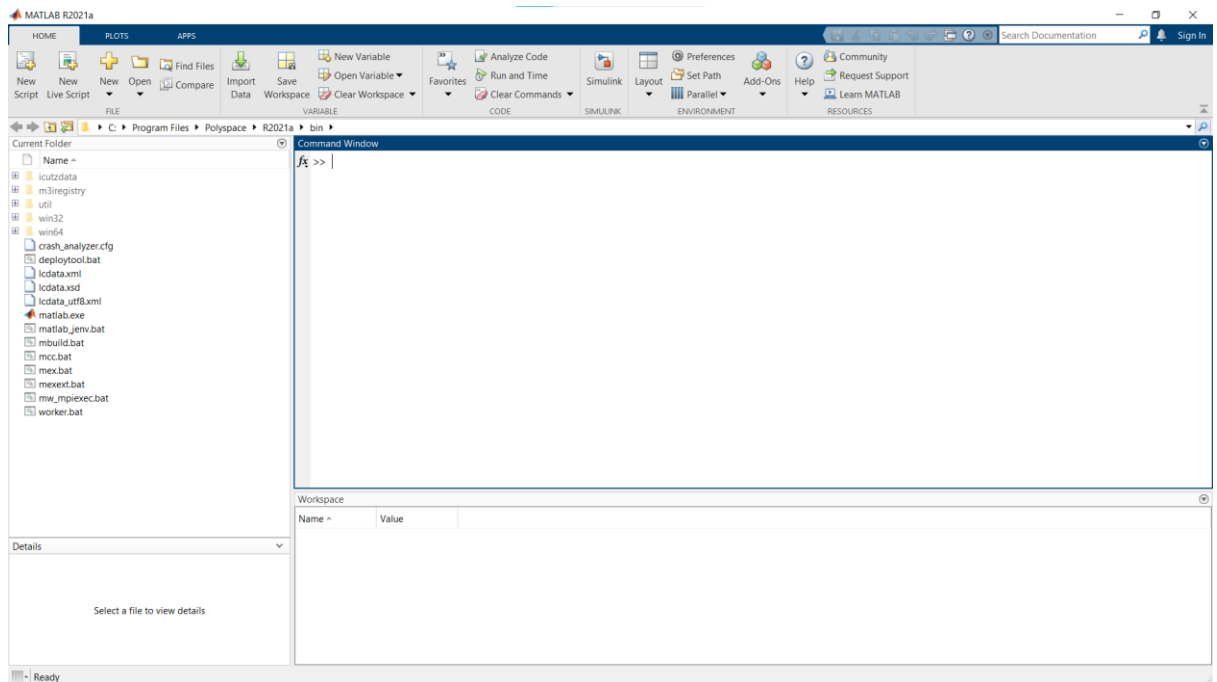 MATLAB R2021a
HOME PLOTS APPS
Search Documentation
Sign In
New Script
New Live Script
New
Open
Find Files
Compare
Import Data
Save Workspace
New Variable
Open Variable
Clear Workspace
Favorites
Analyze Code
Run and Time
Clear Commands
Simulink
Layout
Preferences
Set Path
Parallel
Add-Ons
Help
Community
Request Support
Learn MATLAB
FILE VARIABLE CODE SIMULINK ENVIRONMENT RESOURCES
C: Program Files Polyspace R2021a bin
Current Folder
Name
icutzdata
m3iregistry
util
win32
win64
crash_analyzer.cfg
deploytool.bat
lcdata.xml
lcdata.xsd
lcdata_utf8.xml
matlab.exe
matlab_jenv.bat
mbuild.bat
mcc.bat
mex.bat
mexext.bat
mw_mpiexec.bat
worker.bat
Details
Select a file to view details
Command Window
fx >>
Workspace
Name Value
Ready